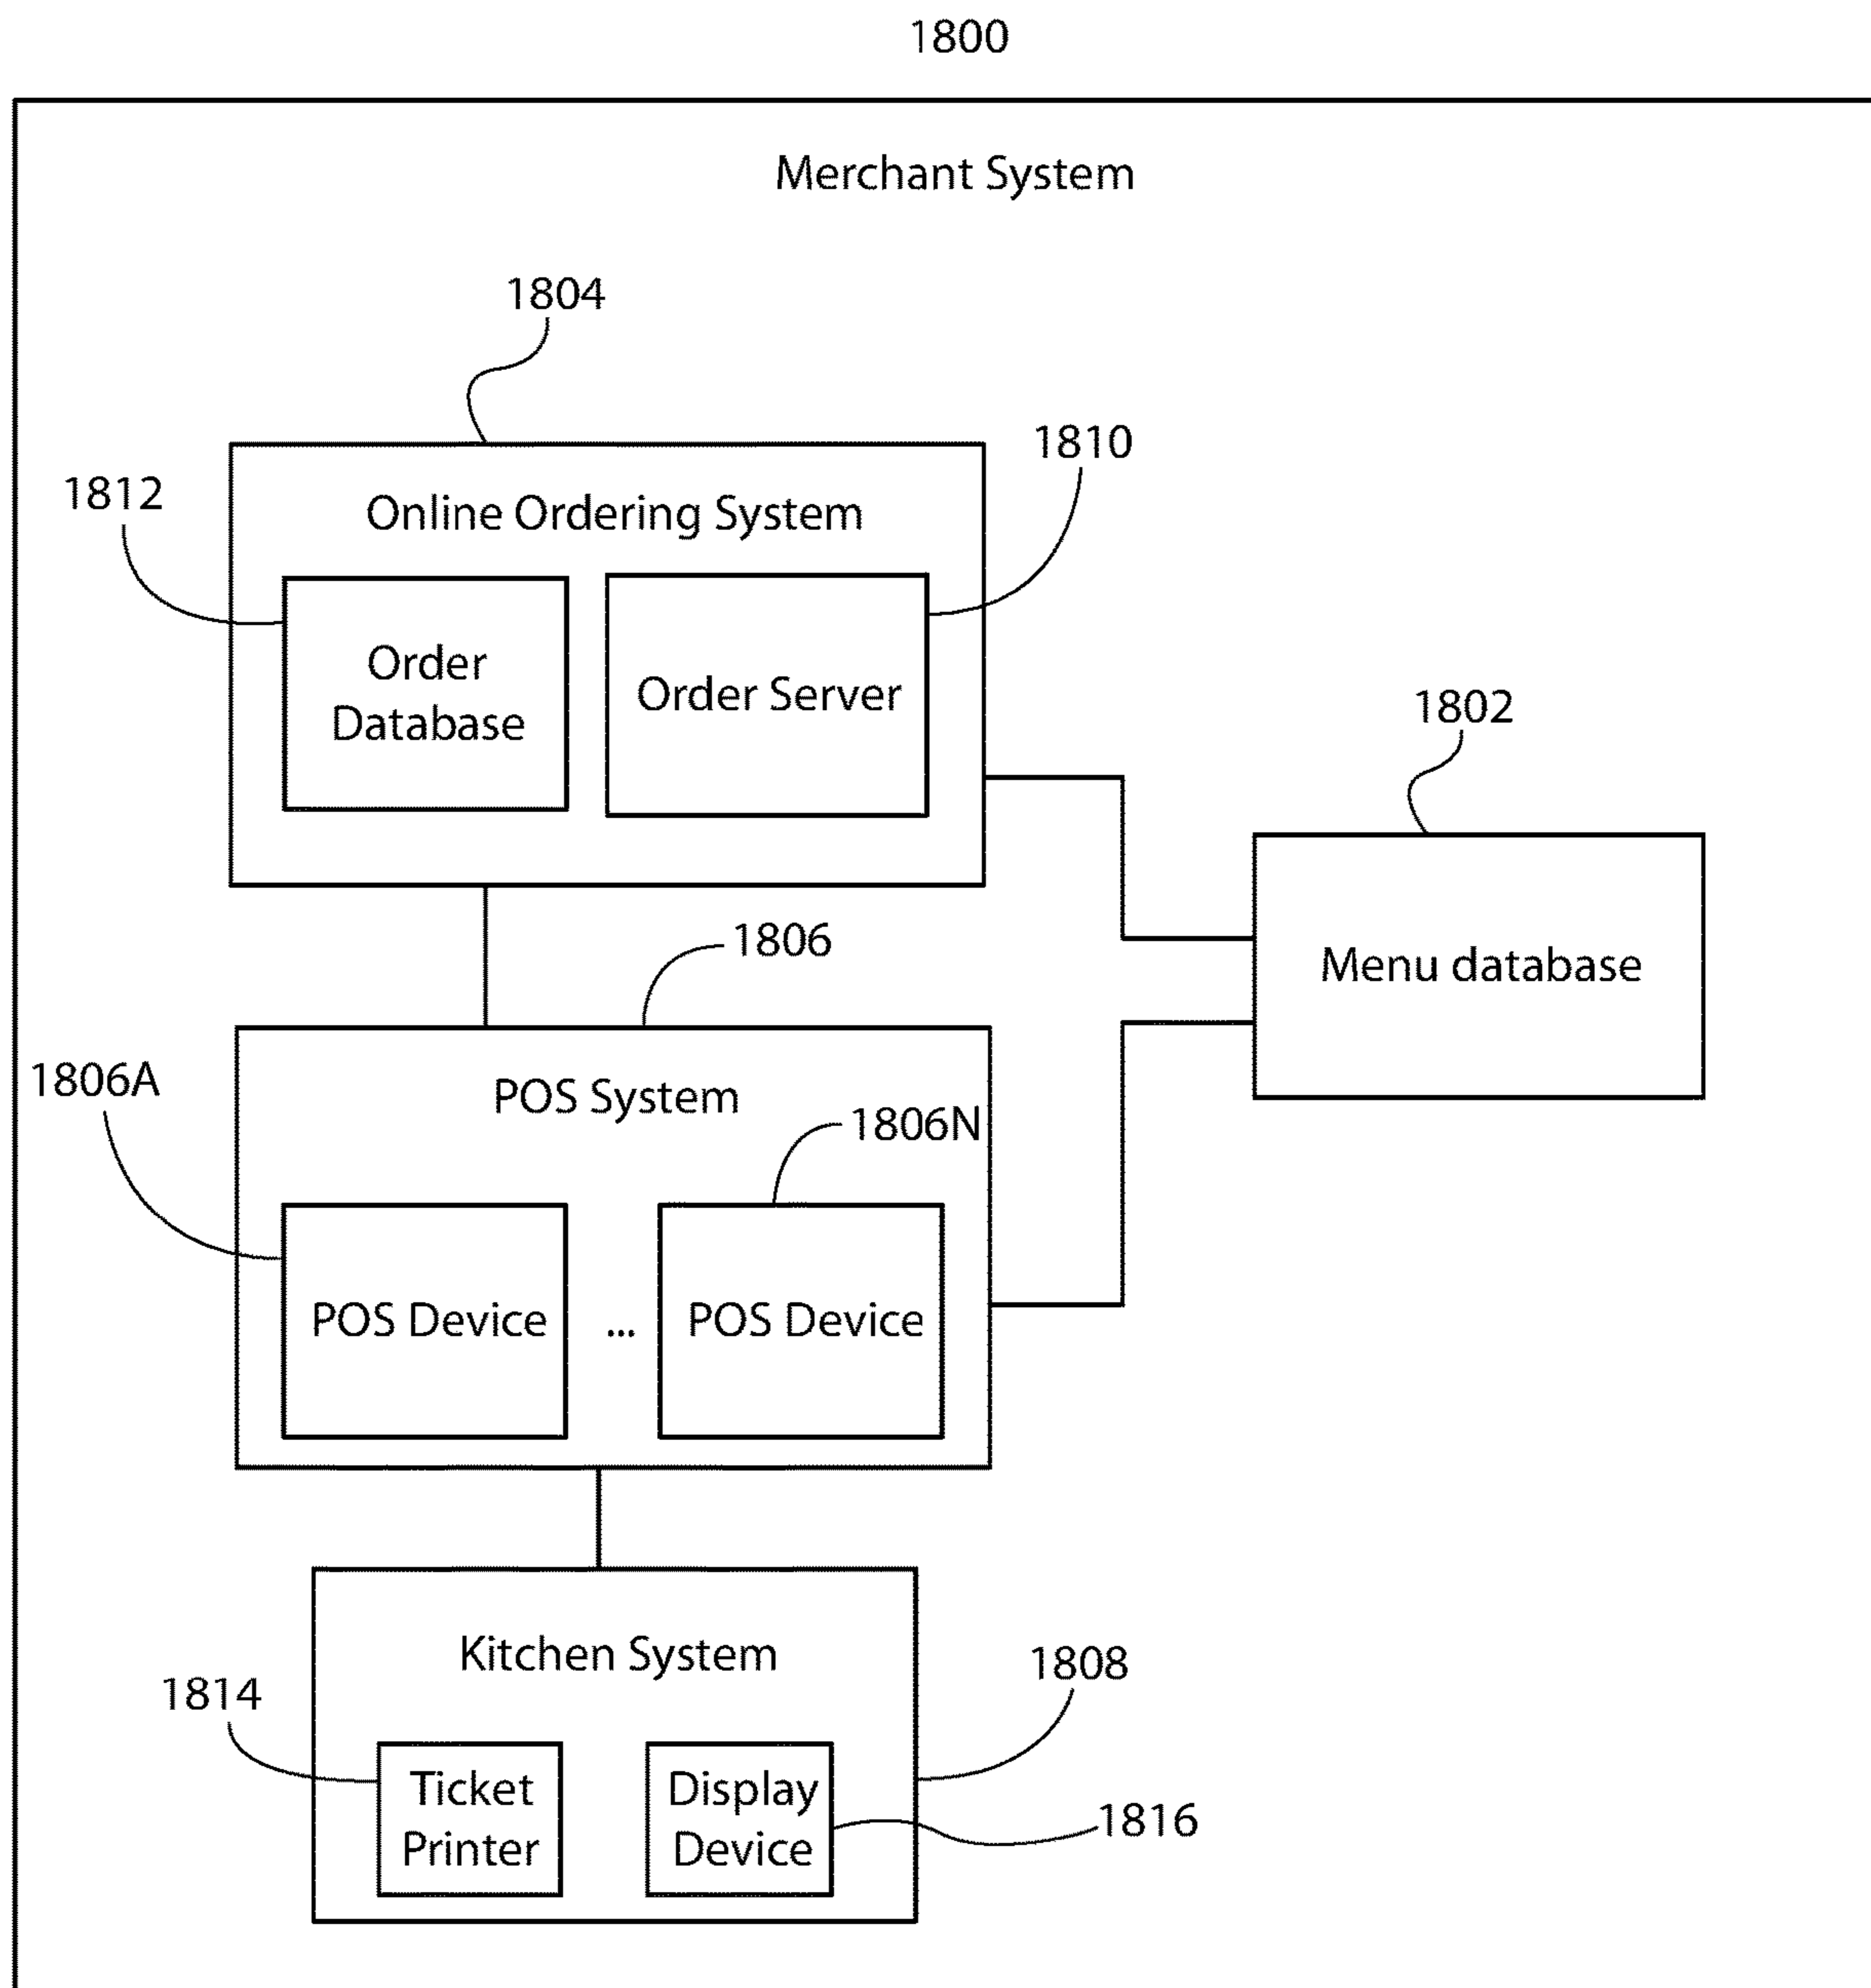 1800
Merchant System
1804
1810
1812
Online Ordering System
Order
Database
Order Server
1802
Menu database
1806
1806A
POS System
1806N
POS Device
...
POS Device
Kitchen System
1808
1814
Ticket
Printer
Display
Device
1816